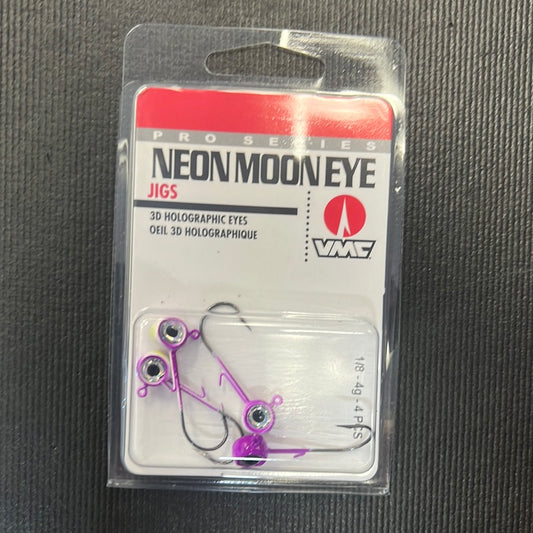 PRO SERIES
NEON MOON EYE
JIGS
3D HOLOGRAPHIC EYES
OEIL 3D HOLOGRAPHIQUE
VMC
1/8 - 4g - 4 PCS